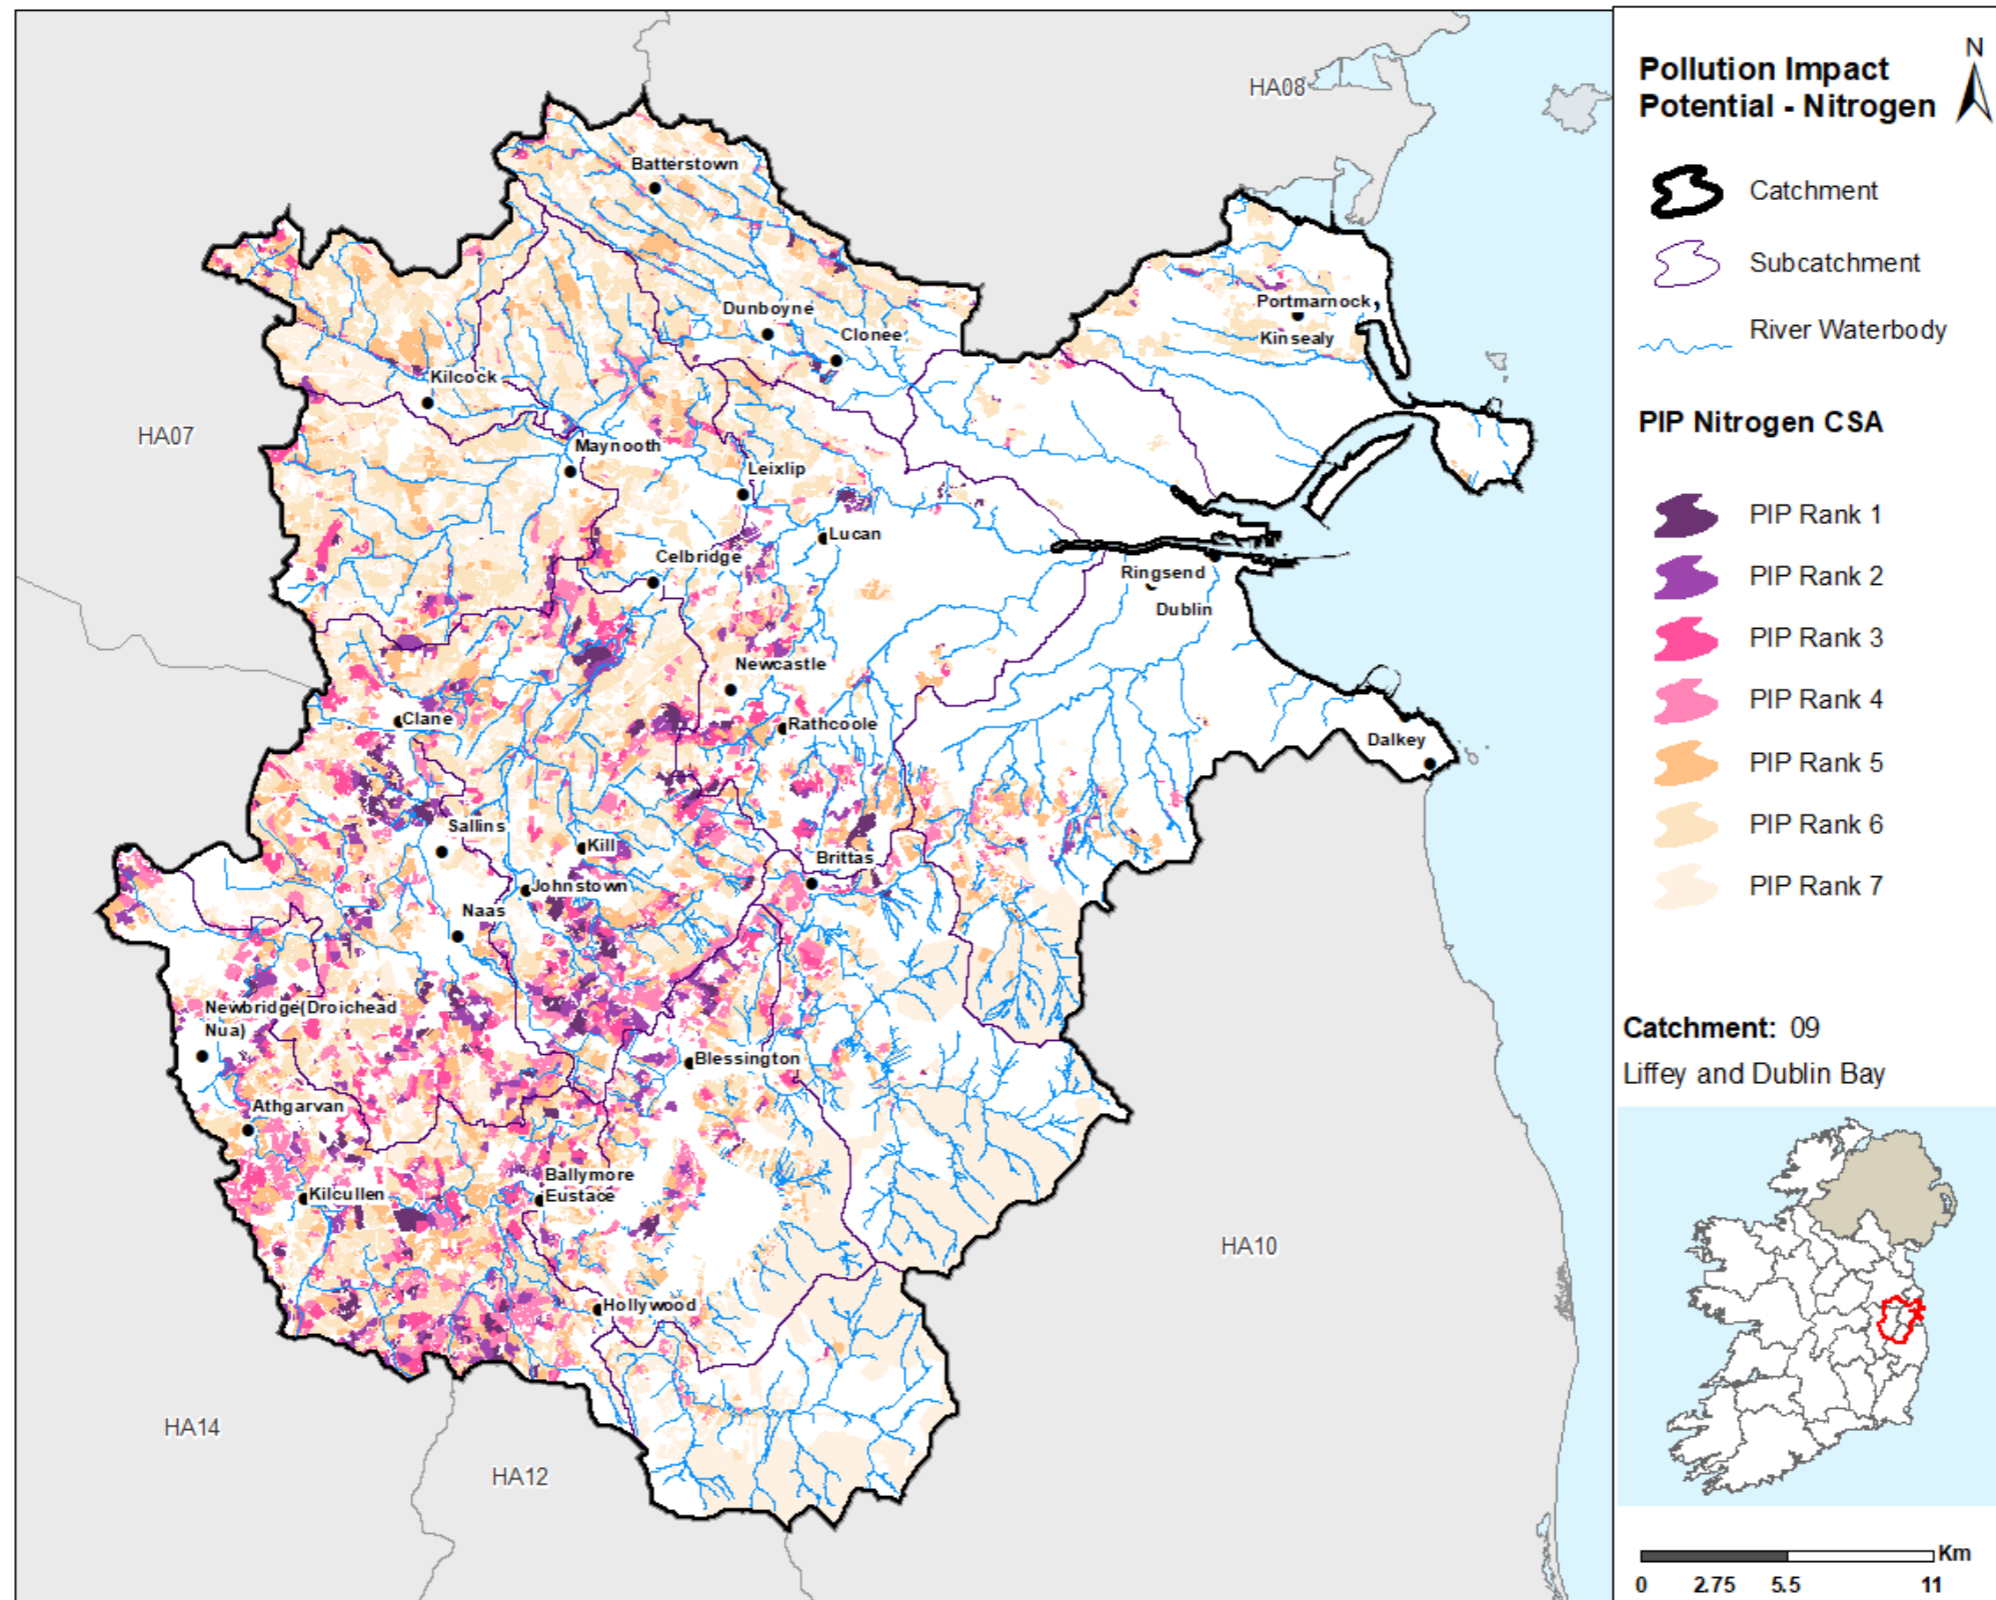 HA08
Batterstown
Portmarnock,
Kinsealy
Dunboyne
Clonee
Kilcock
HA07
Maynooth
Leixlip
Lucan
Celbridge
Ringsend
Dublin
Newcastle
Clane
Rathcoole
Dalkey
Sallins
Kill
Brittas
Johnstown
Naas
Newbridge(Droichead
Nua)
Blessington
Athgarvan
Ballymore
Eustace
Kilcullen
HA10
Hollywood
HA14
HA12
Pollution Impact
Potential - Nitrogen
N
Catchment
Subcatchment
River Waterbody
PIP Nitrogen CSA
PIP Rank 1
PIP Rank 2
PIP Rank 3
PIP Rank 4
PIP Rank 5
PIP Rank 6
PIP Rank 7
Catchment: 09
Liffey and Dublin Bay
Km
0 2.75 5.5 11